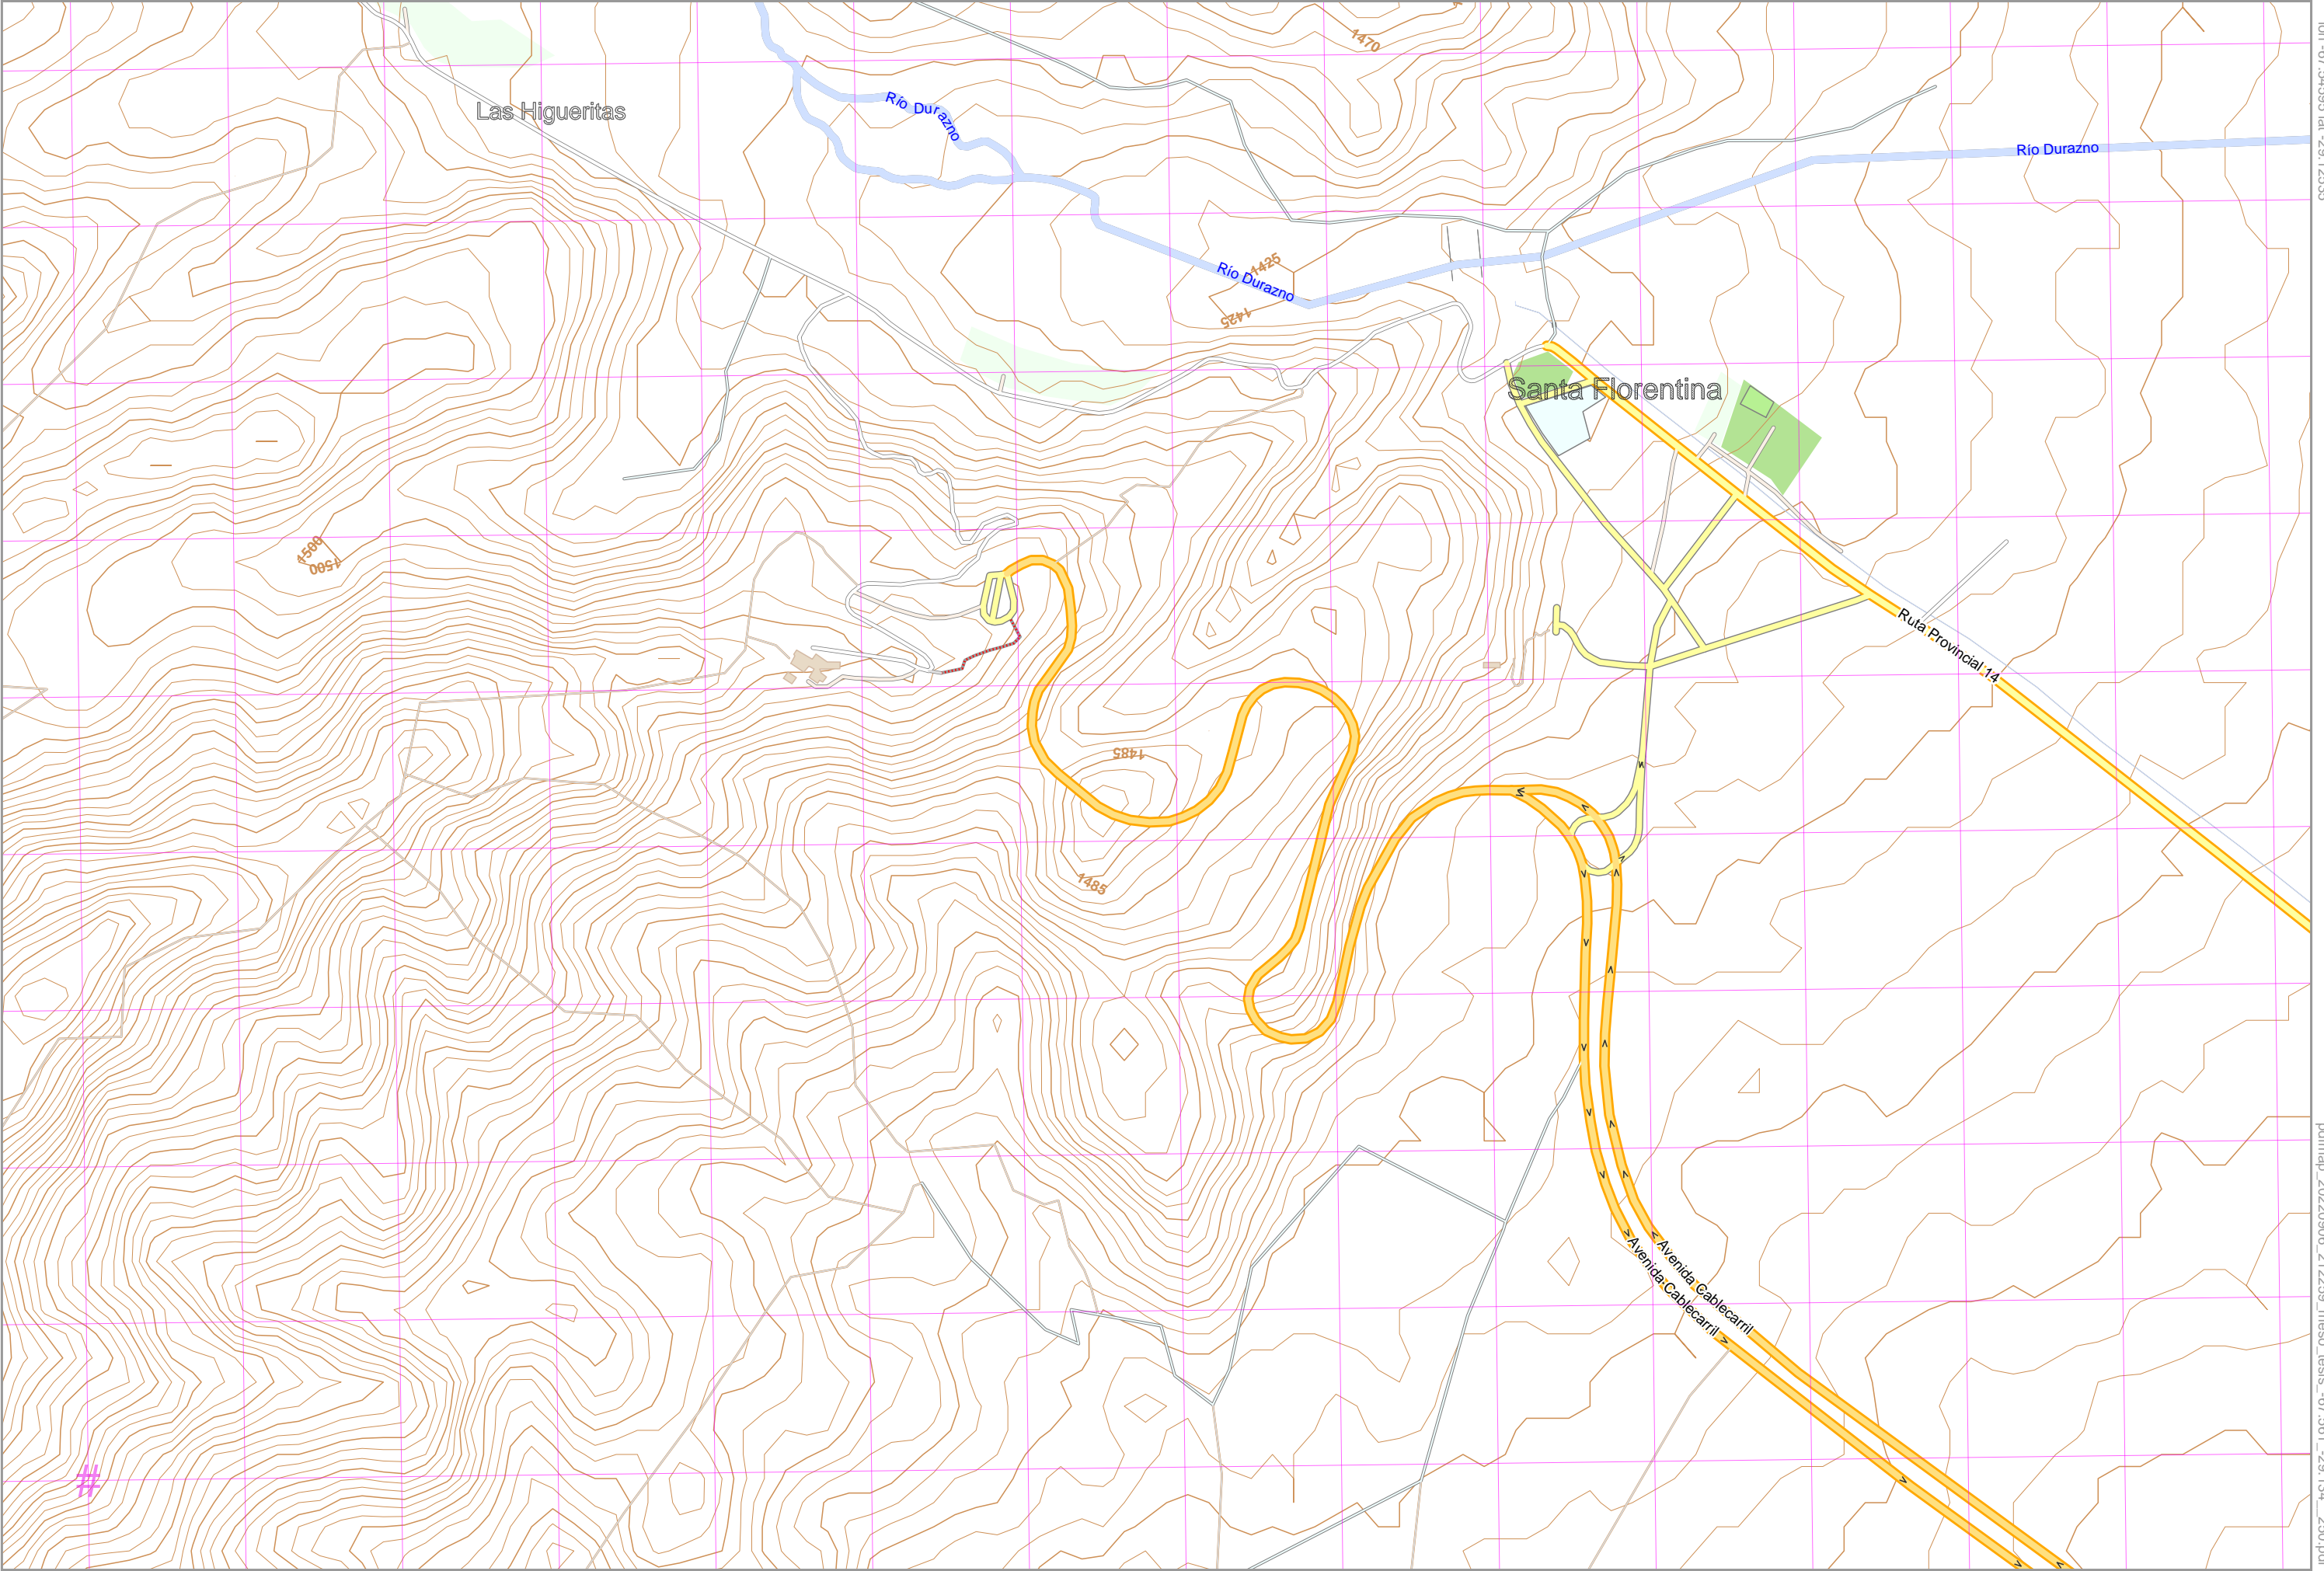 1470
Las Higueritas
Río Durazno
Río Durazno
1425
Río Durazno
1425
Santa Florentina
1500
1500
Ruta Provincial 14
1485
1485
Avenida Cablecarril
Avenida Cablecarril
#